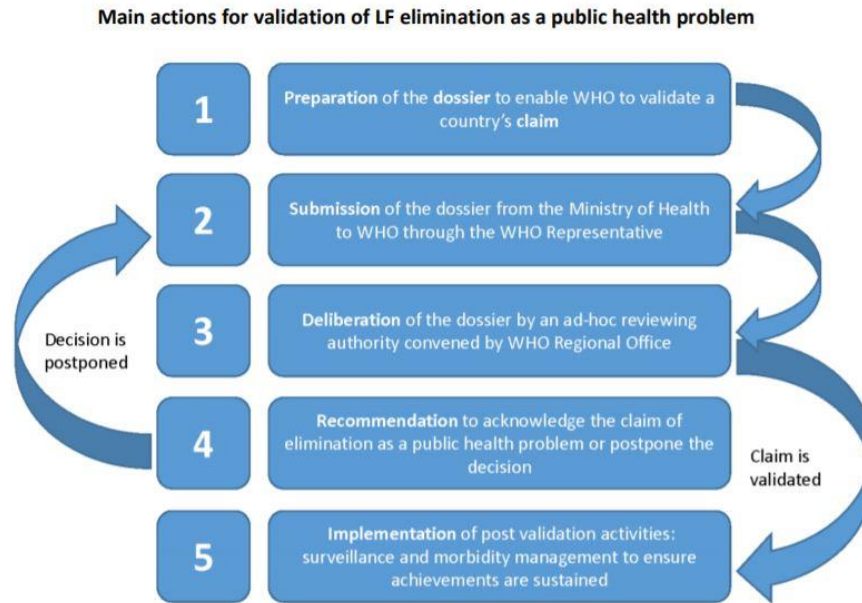 Main actions for validation of LF elimination as a public health problem
1
Preparation of the dossier to enable WHO to validate a
country's claim
2
Submission of the dossier from the Ministry of Health
to WHO through the WHO Representative
3
Deliberation of the dossier by an ad-hoc reviewing
authority convened by WHO Regional Office
Decision is
postponed
4
Recommendation to acknowledge the claim of
elimination as a public health problem or postpone the
decision
Claim is
validated
5
Implementation of post validation activities:
surveillance and morbidity management to ensure
achievements are sustained